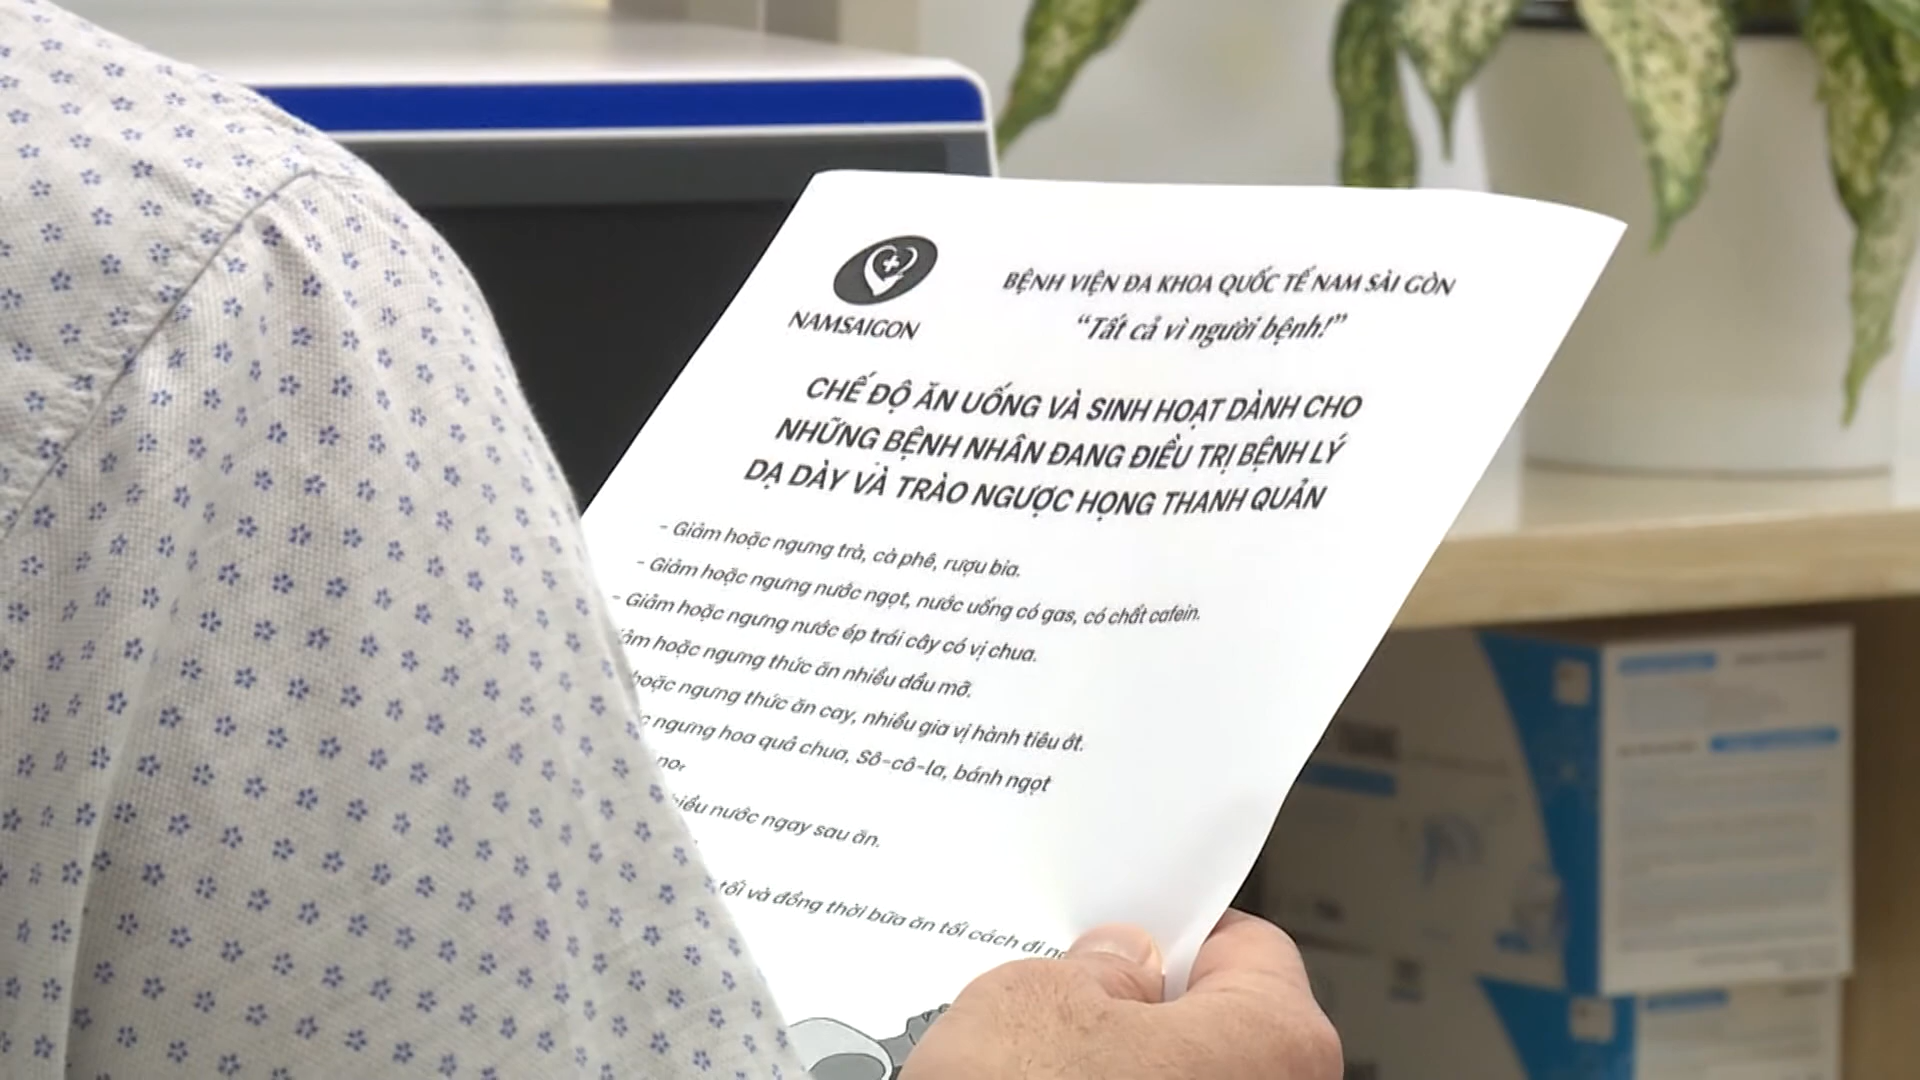 NAMSAIGON
BỆNH VIỆN ĐA KHOA QUỐC TẾ NAM SÀI GÒN
“Tất cả vì người bệnh!”
CHẾ ĐỘ ĂN UỐNG VÀ SINH HOẠT DÀNH CHO
NHỮNG BỆNH NHÂN ĐANG ĐIỀU TRỊ BỆNH LÝ
DẠ DÀY VÀ TRÀO NGƯỢC HỌNG THANH QUẢN
- Giảm hoặc ngưng trà, cà phê, rượu bia.
- Giảm hoặc ngưng nước ngọt, nước uống có gas, có chất cafein.
- Giảm hoặc ngưng nước ép trái cây có vị chua.
hoặc ngưng thức ăn nhiều dầu mỡ.
hoặc ngưng thức ăn cay, nhiều gia vị hành tiêu ớt.
ngưng hoa quả chua, Sô-cô-la, bánh ngọt
nước ngay sau ăn.
tối và đồng thời bữa ăn tối cách đi